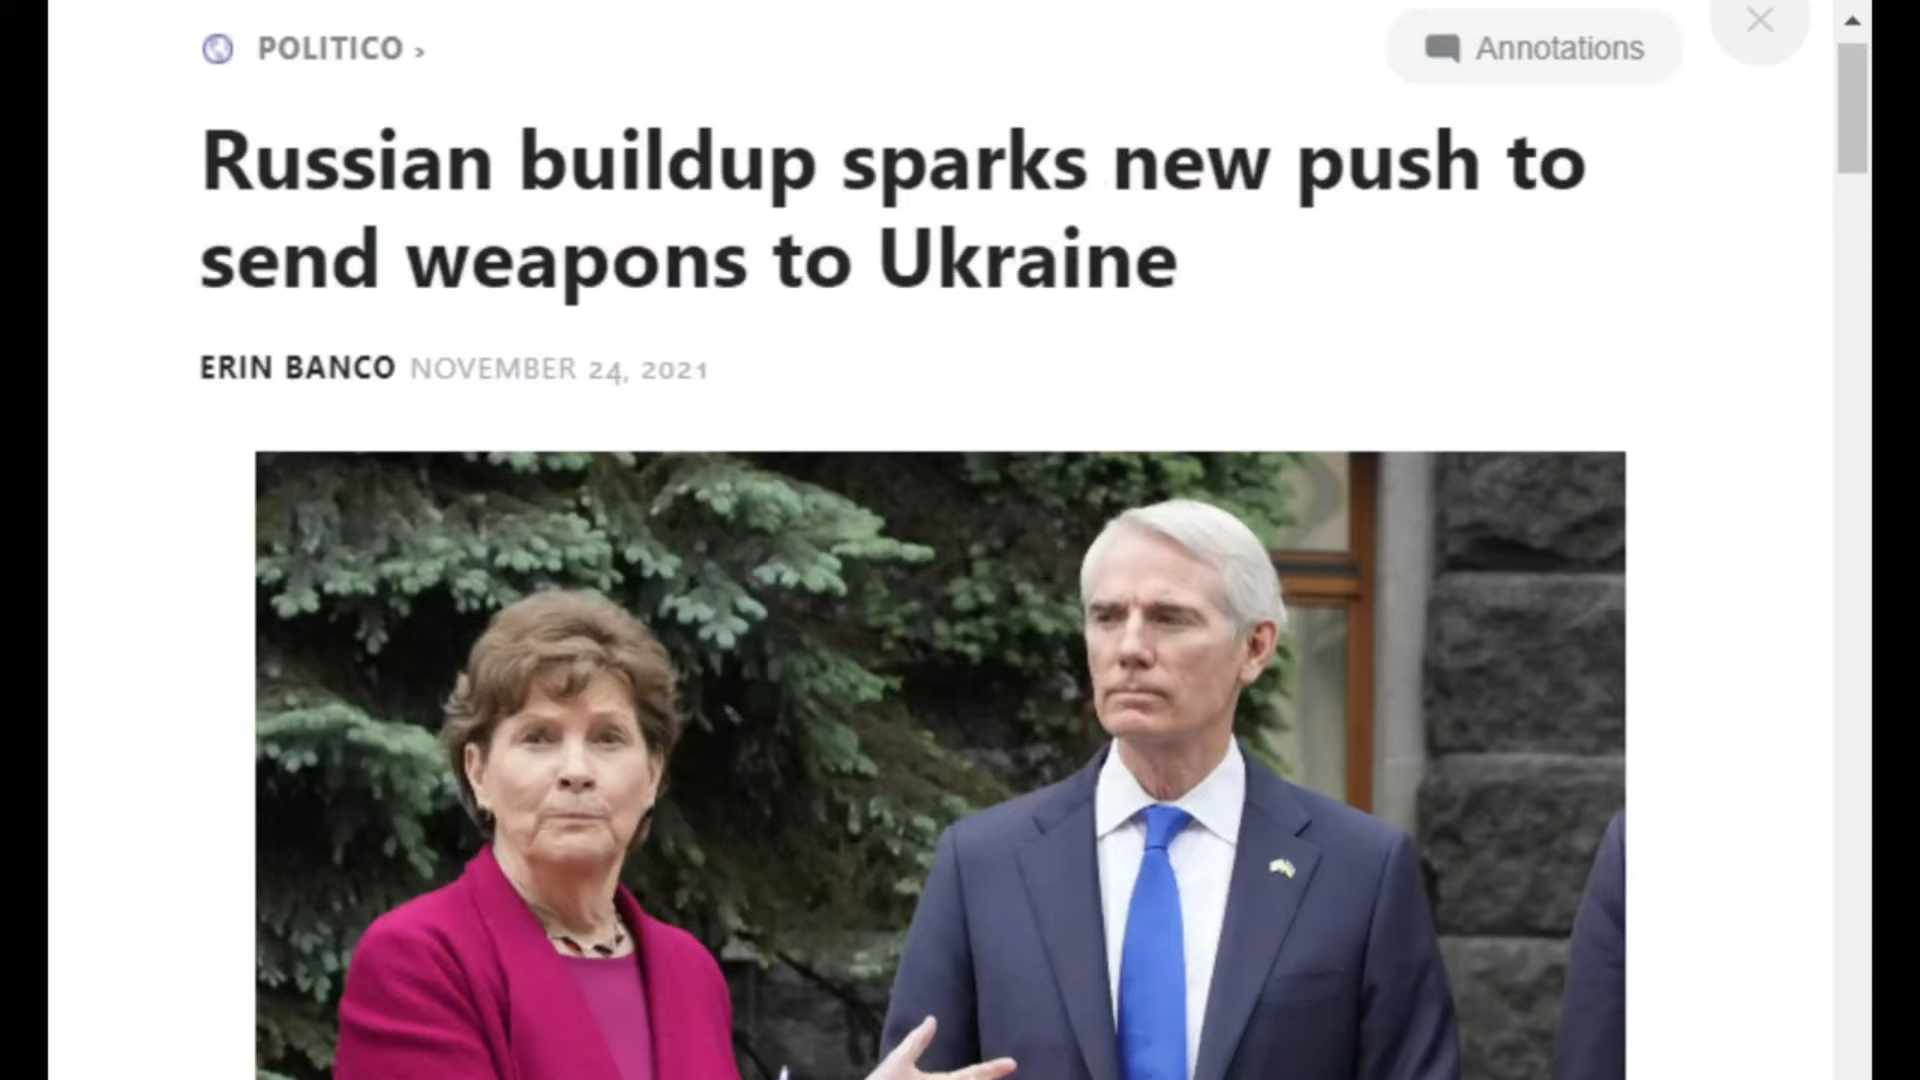 POLITICO >
Annotations
Russian buildup sparks new push to
send weapons to Ukraine
ERIN BANCO NOVEMBER 24, 2021